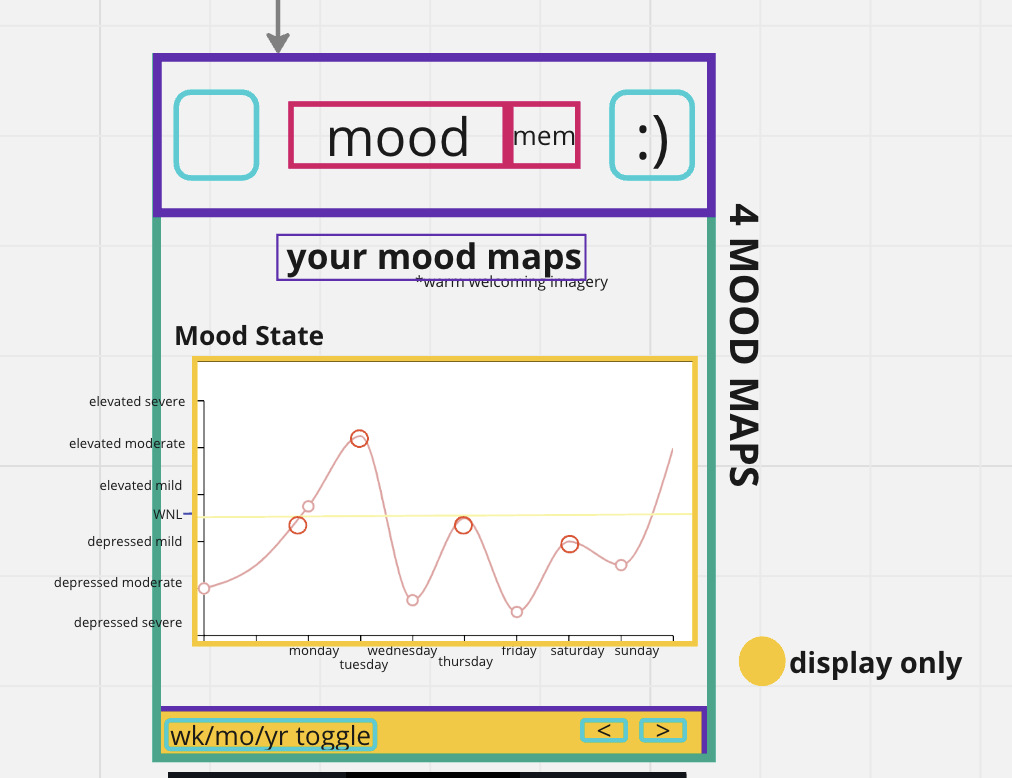 mood
mem
:)
your mood maps
*warm welcoming imagery
4 MOOD MAPS
Mood State
elevated severe
elevated moderate
elevated mild
WNL
depressed mild
depressed moderate
depressed severe
monday
tuesday
wednesday
thursday
friday
saturday
sunday
display only
wk/mo/yr toggle
<
>